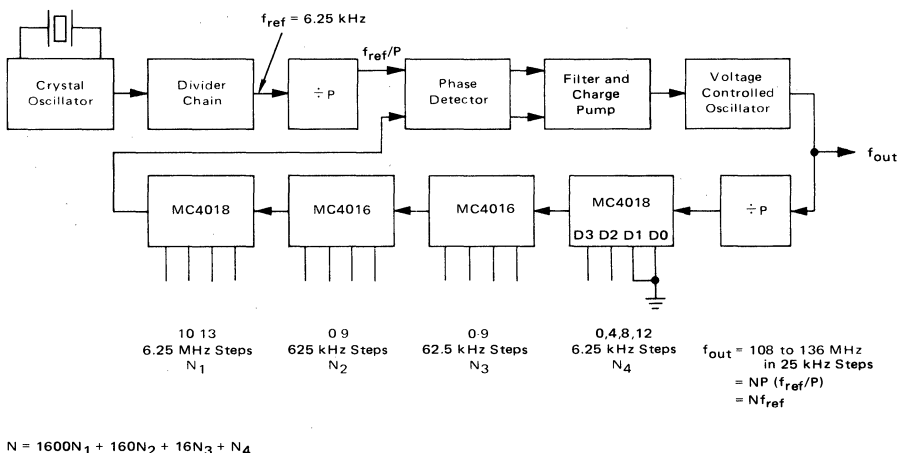 f_ref = 6.25 kHz
f_ref/P
Crystal
Oscillator
Divider
Chain
÷ P
Phase
Detector
Filter and
Charge
Pump
Voltage
Controlled
Oscillator
f_out
MC4018
MC4016
MC4016
MC4018
D3 D2 D1 D0
÷ P
10 13
6.25 MHz Steps
N₁
0 9
625 kHz Steps
N₂
0-9
62.5 kHz Steps
N₃
0,4,8,12
6.25 kHz Steps
N₄
f_out = 108 to 136 MHz
in 25 kHz Steps
= NP (f_ref/P)
= Nf_ref
N = 1600N₁ + 160N₂ + 16N₃ + N₄